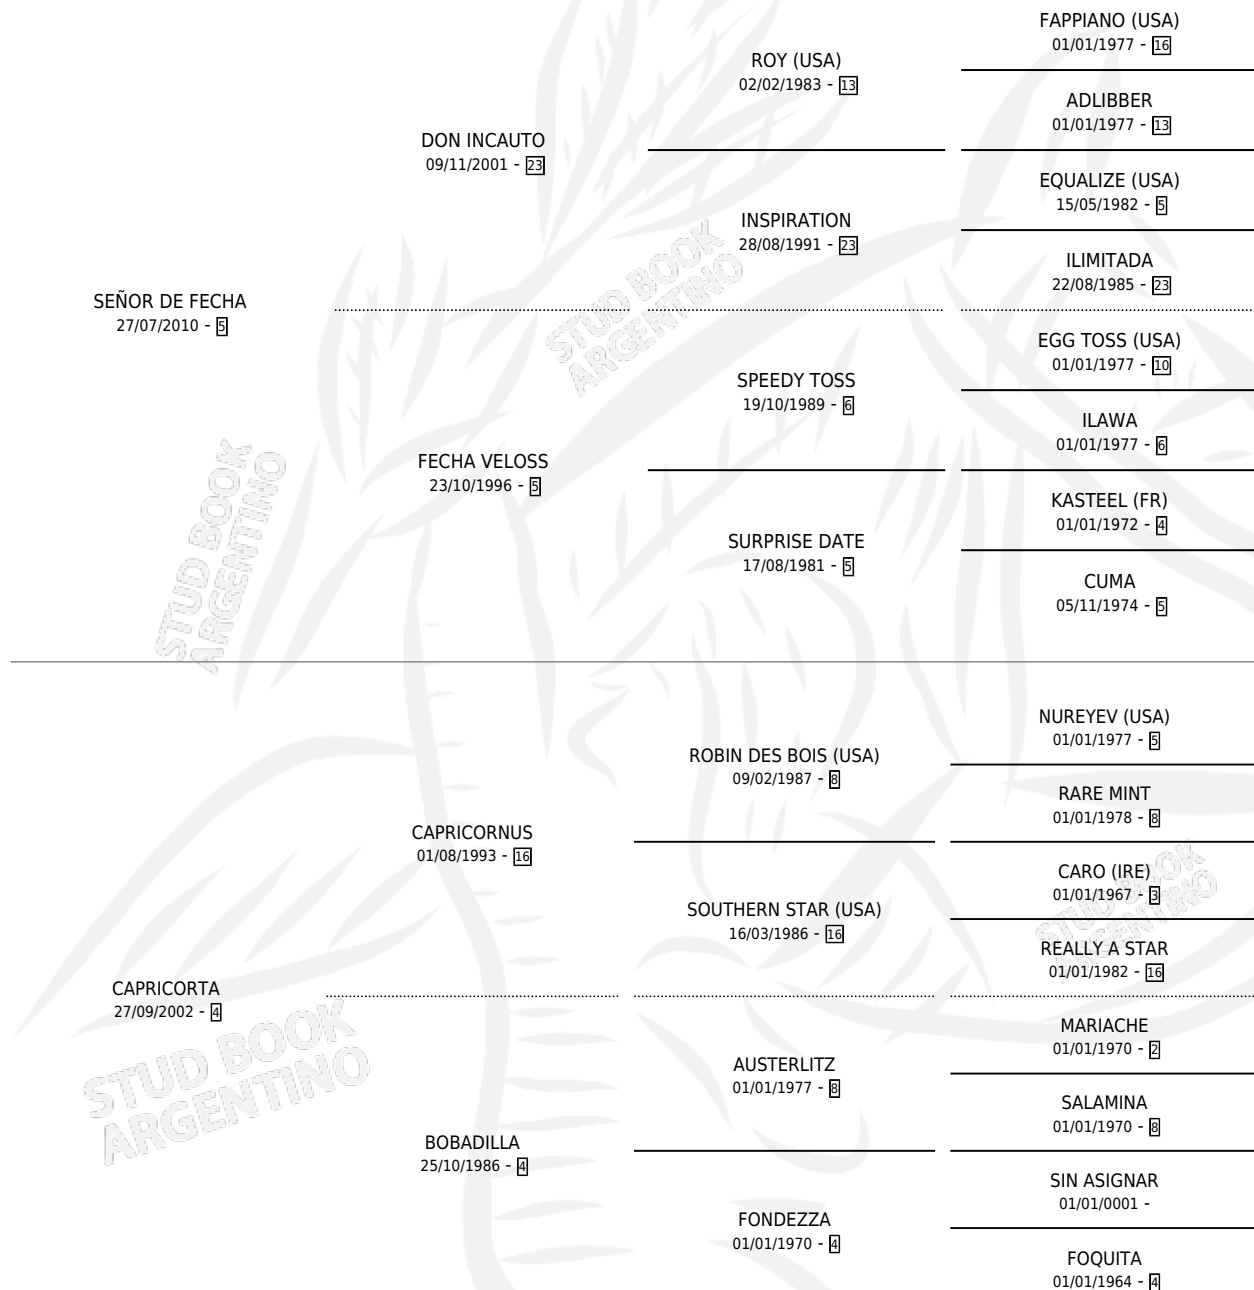 FAPPIANO (USA)
01/01/1977 - 16
ROY (USA)
02/02/1983 - 13
ADLIBBER
01/01/1977 - 13
DON INCAUTO
09/11/2001 - 23
EQUALIZE (USA)
15/05/1982 - 5
INSPIRATION
28/08/1991 - 23
ILIMITADA
22/08/1985 - 23
SEÑOR DE FECHA
27/07/2010 - 5
STUD BOOK
ARGENTINO
EGG TOSS (USA)
01/01/1977 - 10
SPEEDY TOSS
19/10/1989 - 6
ILAWA
01/01/1977 - 6
FECHA VELOSS
23/10/1996 - 5
KASTEEL (FR)
01/01/1972 - 4
SURPRISE DATE
17/08/1981 - 5
CUMA
05/11/1974 - 5
STUD BOOK
ARGENTINO
NUREYEV (USA)
01/01/1977 - 5
ROBIN DES BOIS (USA)
09/02/1987 - 8
RARE MINT
01/01/1978 - 8
CAPRICORNUS
01/08/1993 - 16
CARO (IRE)
01/01/1967 - 3
SOUTHERN STAR (USA)
16/03/1986 - 16
STUD BOOK
ARGENTINO
REALLY A STAR
01/01/1982 - 16
CAPRICORTA
27/09/2002 - 4
STUD BOOK
ARGENTINO
MARIACHE
01/01/1970 - 2
AUSTERLITZ
01/01/1977 - 8
SALAMINA
01/01/1970 - 8
BOBADILLA
25/10/1986 - 4
SIN ASIGNAR
01/01/0001 -
FONDEZZA
01/01/1970 - 4
FOQUITA
01/01/1964 - 4